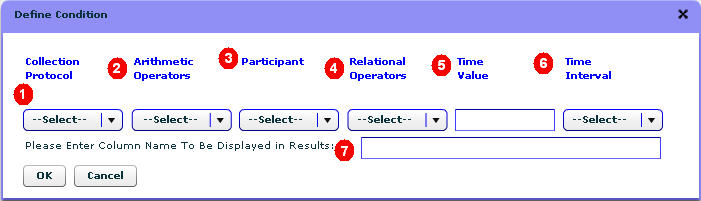 Define Condition
Collection Protocol
2 Arithmetic Operators
3 Participant
4 Relational Operators
5 Time Value
6 Time Interval
1
--Select-- --Select-- --Select-- --Select-- --Select--
Please Enter Column Name To Be Displayed in Results: 7
OK Cancel